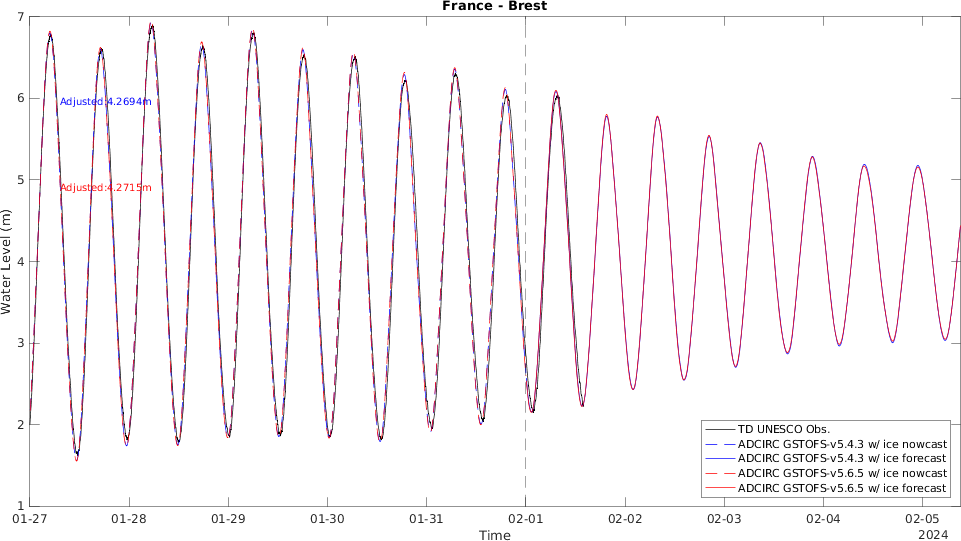 France - Brest
7
6
5
4
3
2
1
Water Level (m)
Adjusted:4.2694m
Adjusted:4.2715m
TD UNESCO Obs.
ADCIRC GSTOFS-v5.4.3 w/ ice nowcast
ADCIRC GSTOFS-v5.4.3 w/ ice forecast
ADCIRC GSTOFS-v5.6.5 w/ ice nowcast
ADCIRC GSTOFS-v5.6.5 w/ ice forecast
01-27 01-28 01-29 01-30 01-31 02-01 02-02 02-03 02-04 02-05
Time
2024